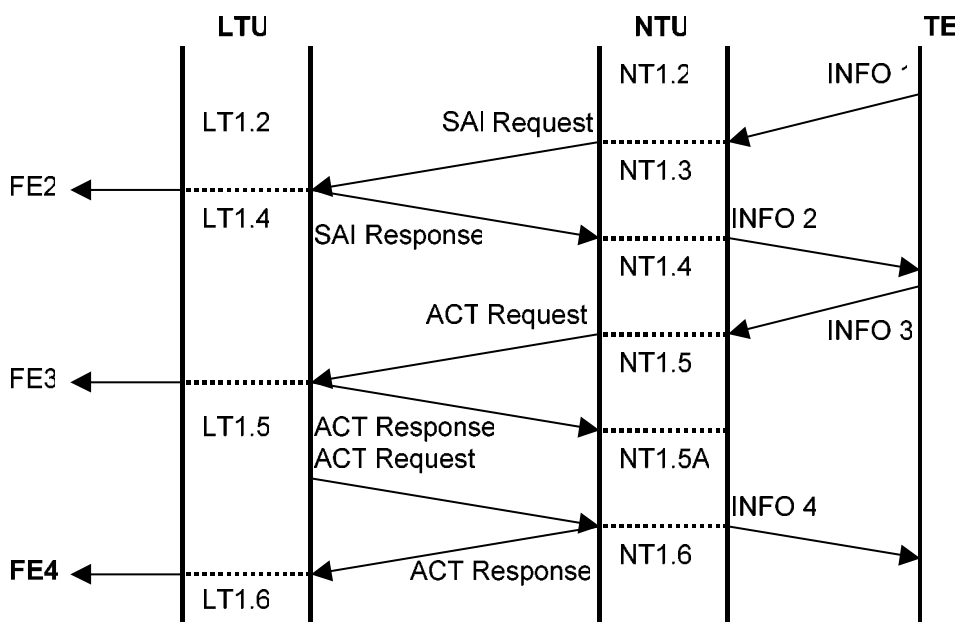 LTU
NTU
TE
NT1.2
INFO 1
LT1.2
SAI Request
NT1.3
FE2
LT1.4
SAI Response
INFO 2
NT1.4
ACT Request
INFO 3
NT1.5
FE3
LT1.5
ACT Response
ACT Request
NT1.5A
INFO 4
NT1.6
FE4
ACT Response
LT1.6